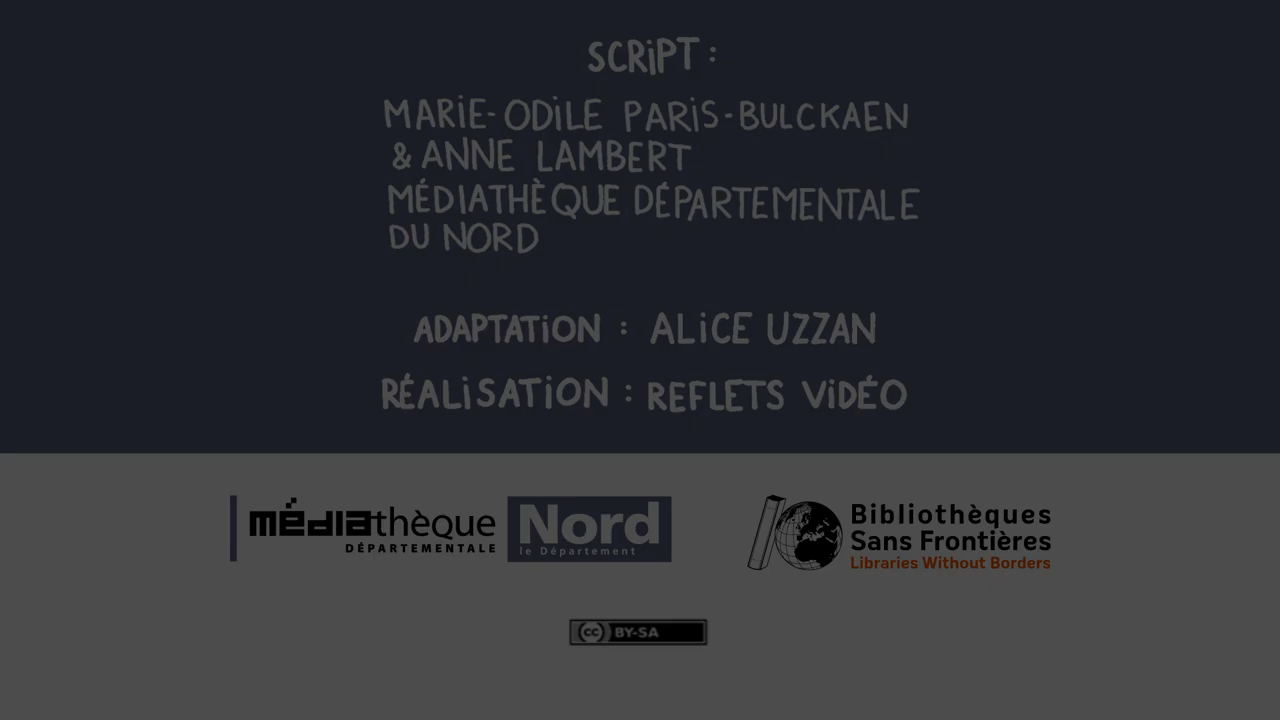 SCRiPT :
MARiE-ODiLE PARiS-BULCKAEN
& ANNE LAMBERT
MÉDIATHÈQUE DÉPARTEMENTALE
DU NORD
ADAPTATiON : ALiCE UZZAN
RÉALiSATiON : REFLETS ViDÉO
médiathèque
DÉPARTEMENTALE
Nord
le Département
Bibliothèques
Sans Frontières
Libraries Without Borders
cc BY-SA